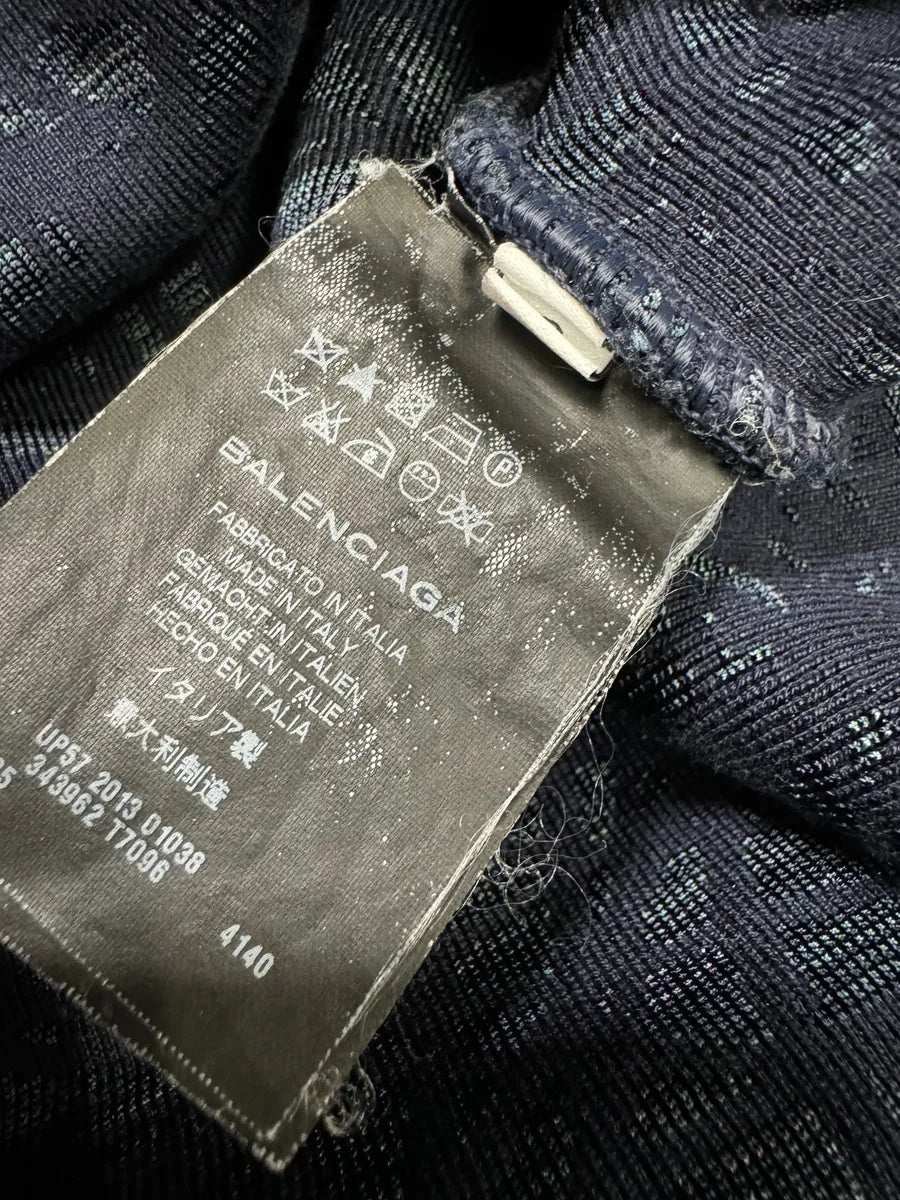 P
BALENCIAGA
FABBRICATO IN ITALIA
MADE IN ITALY
GEMACHT IN ITALIEN
FABRIQUÉ EN ITALIE
HECHO EN ITALIA
イタリア製
意大利制造
UP57 2013 01038
343962 T7096
4140